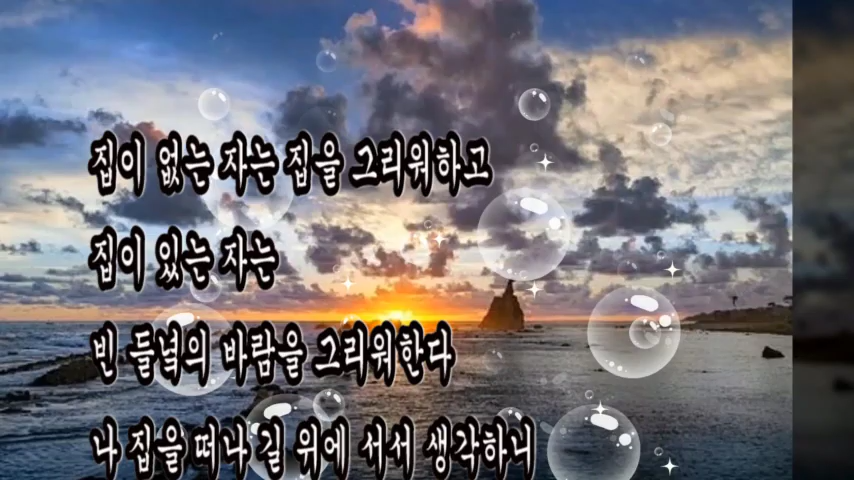 집이 없는 자는 집을 그리워하고
집이 있는 자는
빈 들녘의 바람을 그리워한다
나 집을 떠나 길 위에 서서 생각하니